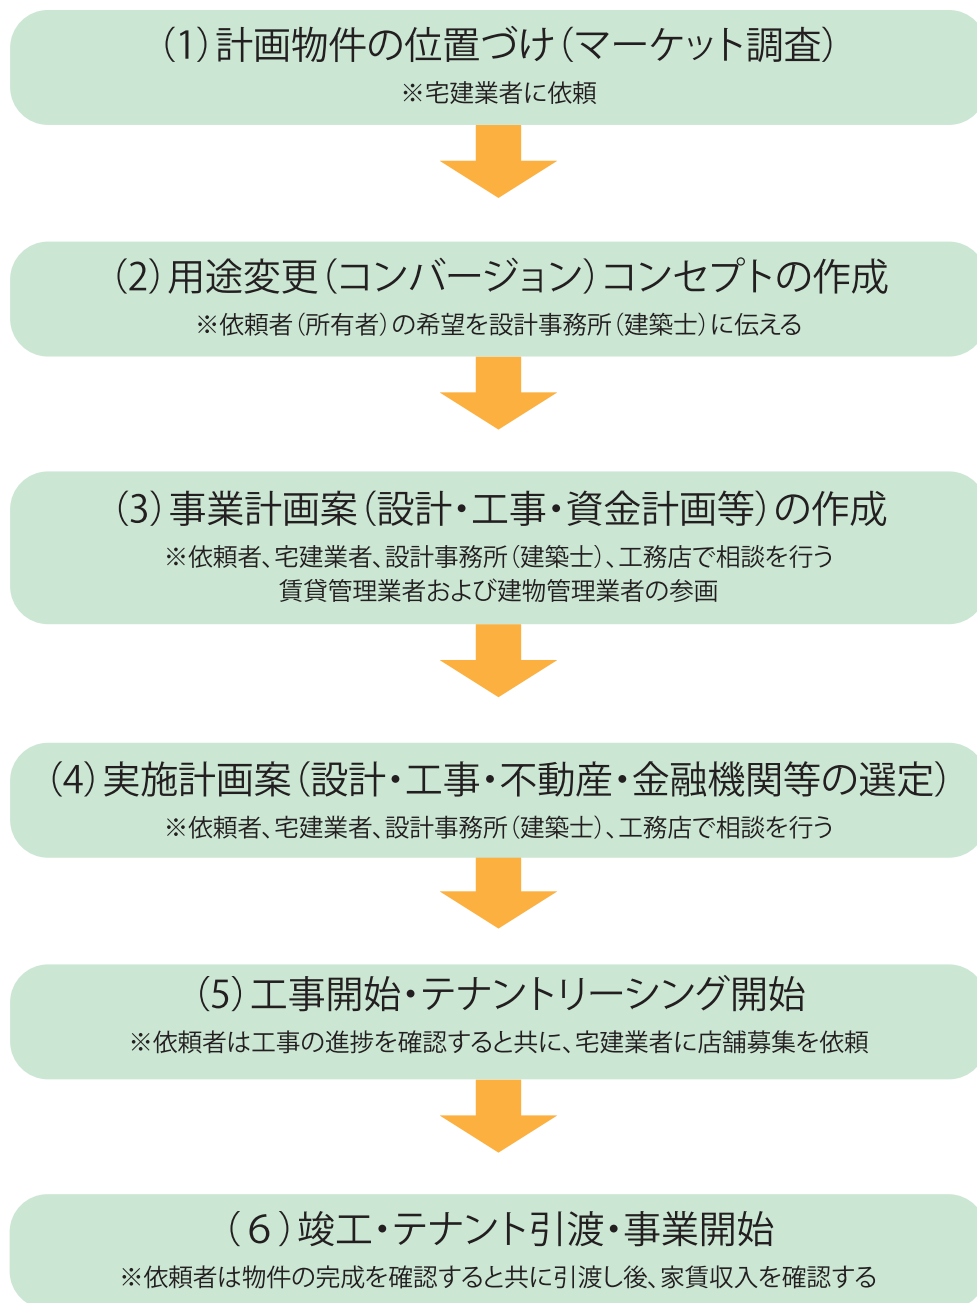 (1)計画物件の位置づけ(マーケット調査)
※宅建業者に依頼
(2)用途変更(コンバージョン)コンセプトの作成
※依頼者(所有者)の希望を設計事務所(建築士)に伝える
(3)事業計画案(設計・工事・資金計画等)の作成
※依頼者、宅建業者、設計事務所(建築士)、工務店で相談を行う
賃貸管理業者および建物管理業者の参画
(4)実施計画案(設計・工事・不動産・金融機関等の選定)
※依頼者、宅建業者、設計事務所(建築士)、工務店で相談を行う
(5)工事開始・テナントリーシング開始
※依頼者は工事の進捗を確認すると共に、宅建業者に店舗募集を依頼
(6)竣工・テナント引渡・事業開始
※依頼者は物件の完成を確認すると共に引渡し後、家賃収入を確認する